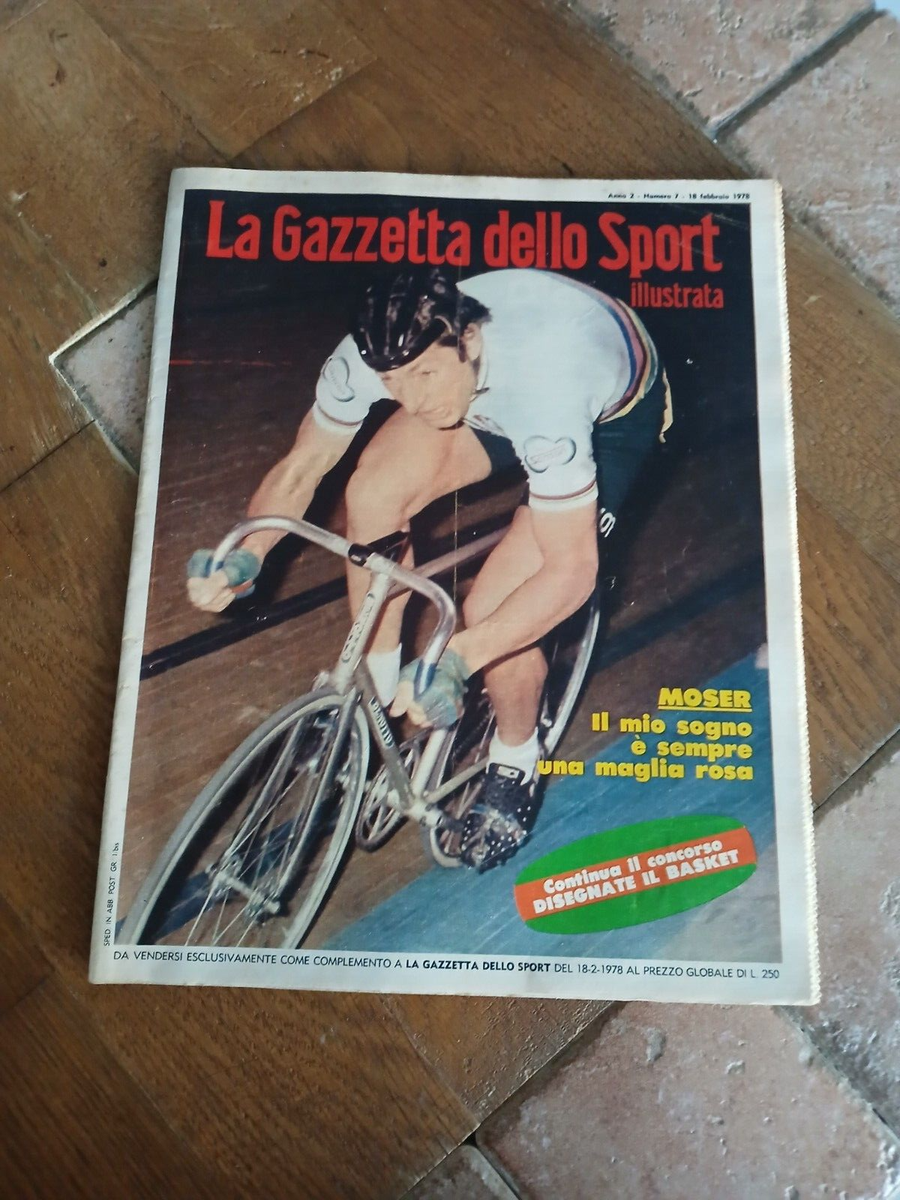 Anno 2 - Numero 7 - 18 febbraio 1978
La Gazzetta dello Sport
illustrata
MOSER
Il mio sogno
è sempre
una maglia rosa
Continua il concorso
DISEGNATE IL BASKET
SPED. IN ABB. POST. GR. 1 bis
DA VENDERSI ESCLUSIVAMENTE COME COMPLEMENTO A LA GAZZETTA DELLO SPORT DEL 18-2-1978 AL PREZZO GLOBALE DI L. 250